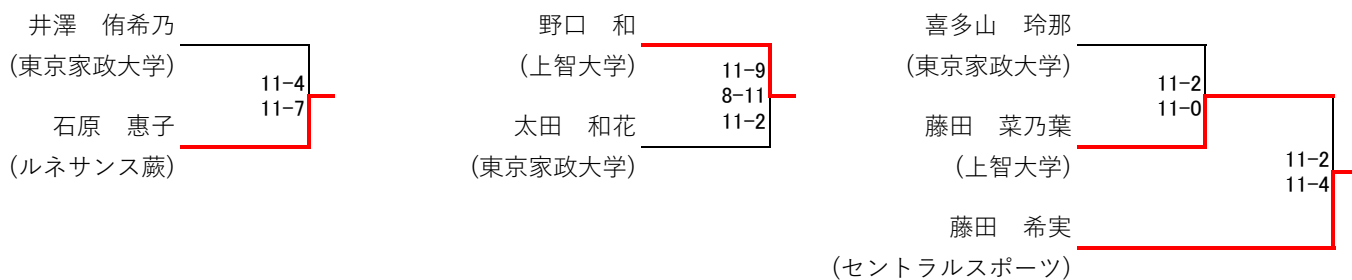 井澤　侑希乃
(東京家政大学)
11-4
11-7
石原　惠子
(ルネサンス蕨)
野口　和
(上智大学)
11-9
8-11
11-2
太田　和花
(東京家政大学)
喜多山　玲那
(東京家政大学)
11-2
11-0
藤田　菜乃葉
(上智大学)
11-2
11-4
藤田　希実
(セントラルスポーツ)